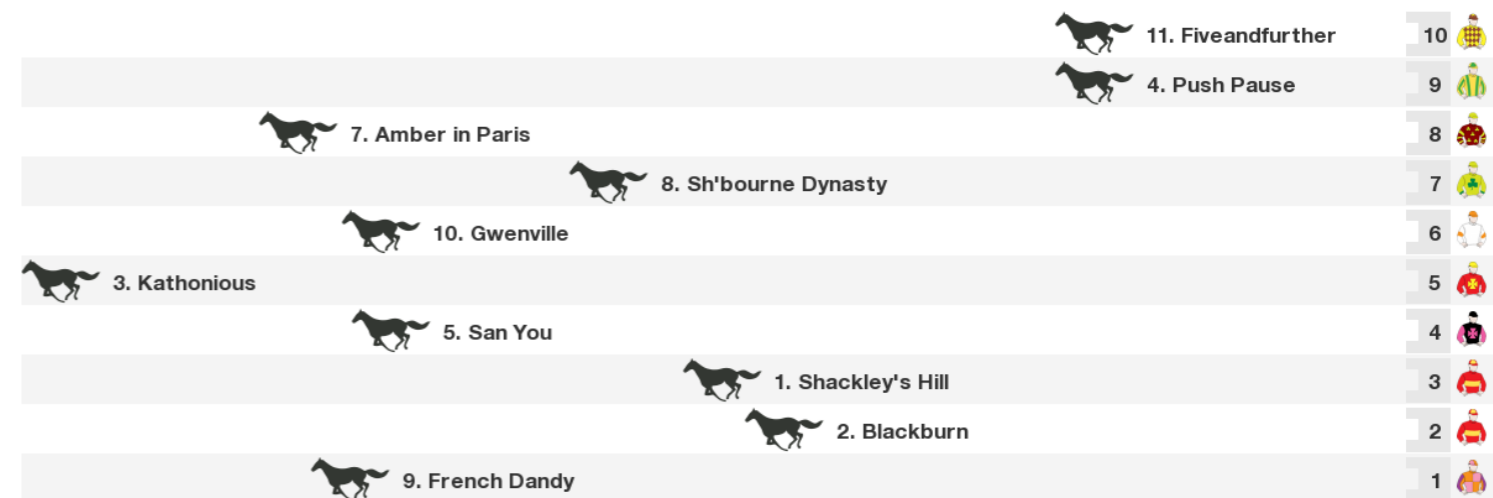 11. Fiveandfurther 10
4. Push Pause 9
7. Amber in Paris 8
8. Sh'bourne Dynasty 7
10. Gwenville 6
3. Kathonious 5
5. San You 4
1. Shackley's Hill 3
2. Blackburn 2
9. French Dandy 1